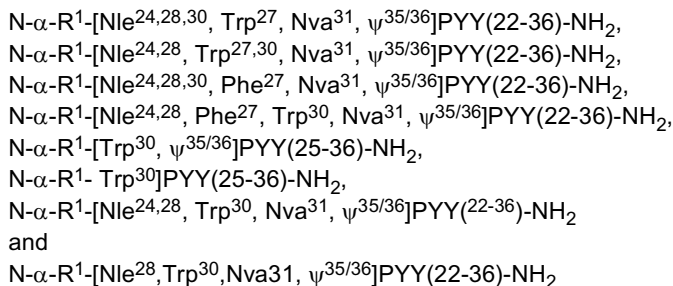 N-α-R¹-[Nle²⁴,²⁸,³⁰, Trp²⁷, Nva³¹, ψ³⁵/³⁶]PYY(22-36)-NH₂,
N-α-R¹-[Nle²⁴,²⁸, Trp²⁷,³⁰, Nva³¹, ψ³⁵/³⁶]PYY(22-36)-NH₂,
N-α-R¹-[Nle²⁴,²⁸,³⁰, Phe²⁷, Nva³¹, ψ³⁵/³⁶]PYY(22-36)-NH₂,
N-α-R¹-[Nle²⁴,²⁸, Phe²⁷, Trp³⁰, Nva³¹, ψ³⁵/³⁶]PYY(22-36)-NH₂,
N-α-R¹-[Trp³⁰, ψ³⁵/³⁶]PYY(25-36)-NH₂,
N-α-R¹- Trp³⁰]PYY(25-36)-NH₂,
N-α-R¹-[Nle²⁴,²⁸, Trp³⁰, Nva³¹, ψ³⁵/³⁶]PYY(²²⁻³⁶)-NH₂
and
N-α-R¹-[Nle²⁸,Trp³⁰,Nva31, ψ³⁵/³⁶]PYY(22-36)-NH₂